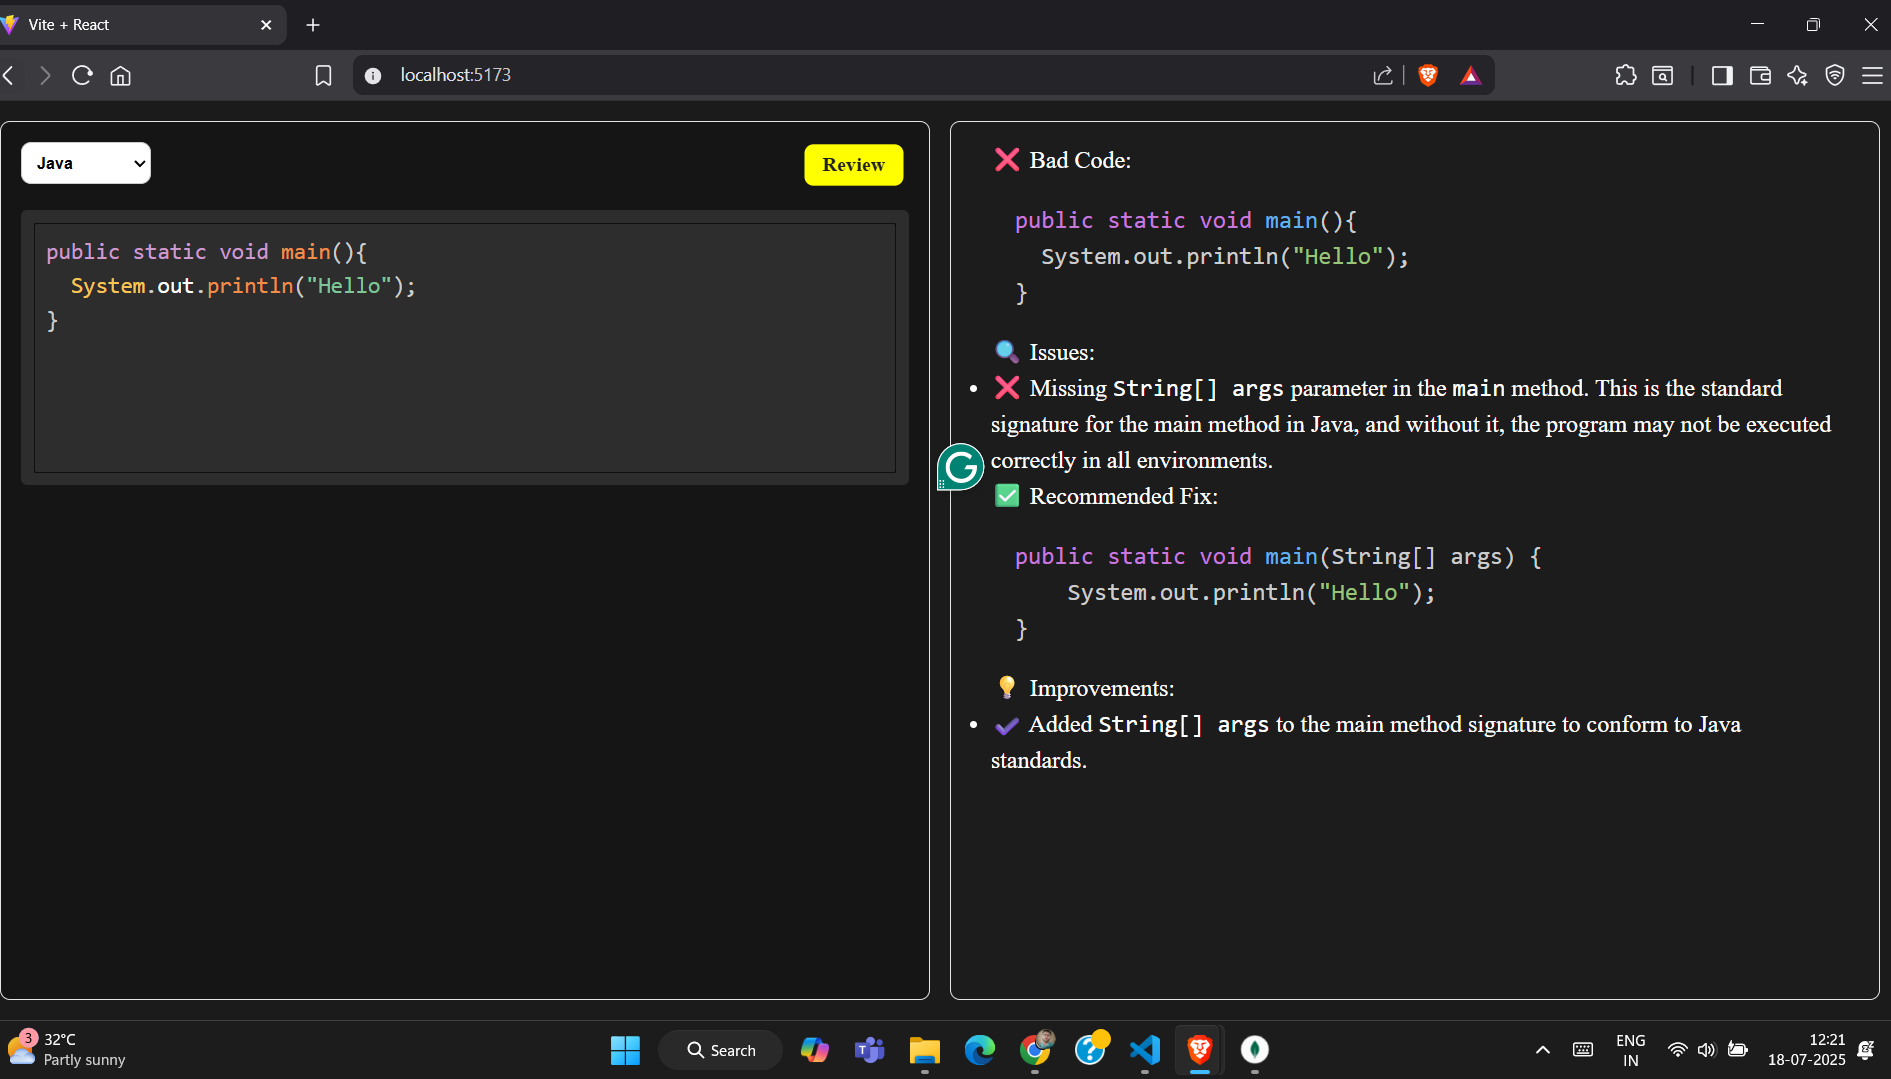 Vite + React
localhost:5173
Java
Review
public static void main(){
  System.out.println("Hello");
}
❌ Bad Code:
public static void main(){
  System.out.println("Hello");
}
🔍 Issues:
• ❌ Missing String[] args parameter in the main method. This is the standard
signature for the main method in Java, and without it, the program may not be executed
correctly in all environments.
✅ Recommended Fix:
public static void main(String[] args) {
    System.out.println("Hello");
}
💡 Improvements:
• ✔ Added String[] args to the main method signature to conform to Java
standards.
3
32°C
Partly sunny
Search
ENG
IN
12:21
18-07-2025